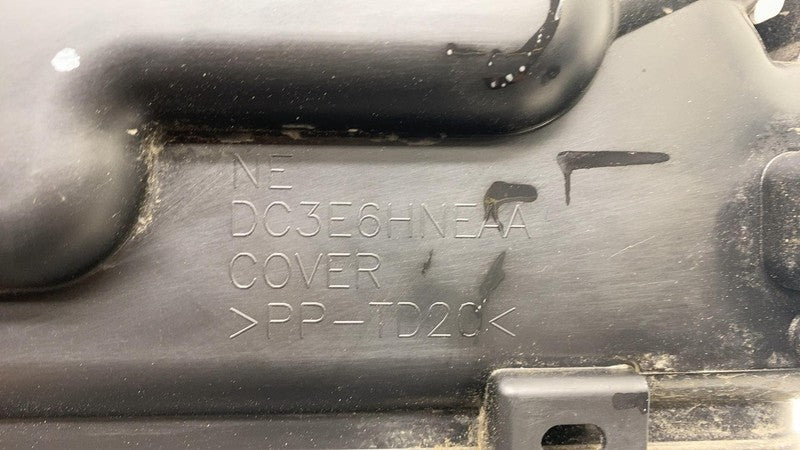 NE
DC3E6HNEAA
COVER
>PP-TD20<